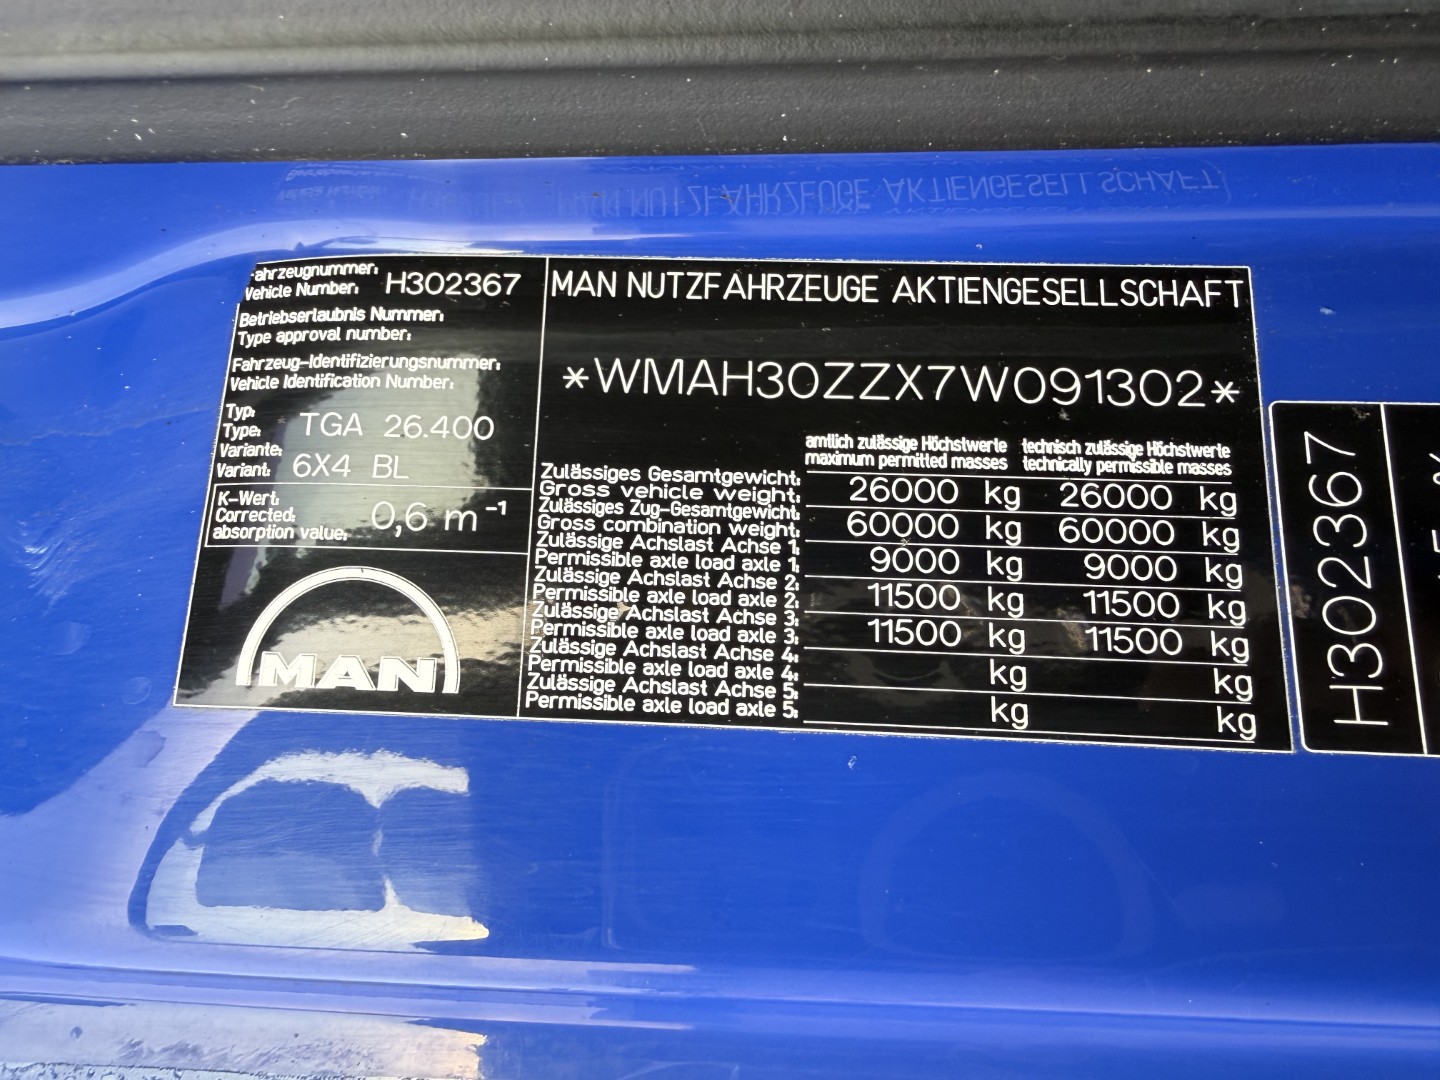 Fahrzeugnummer:
Vehicle Number: H302367
Betriebserlaubnis Nummer:
Type approval number:
Fahrzeug-Identifizierungsnummer:
Vehicle Identification Number:
Typ:
Type: TGA 26.400
Variante:
Variant: 6X4 BL
K-Wert:
Corrected: 0,6 m⁻¹
absorption value:
MAN
MAN NUTZFAHRZEUGE AKTIENGESELLSCHAFT
*WMAH30ZZX7W091302*
amtlich zulässige Höchstwerte technisch zulässige Höchstwerte
maximum permitted masses technically permissible masses
Zulässiges Gesamtgewicht:
Gross vehicle weight: 26000 kg 26000 kg
Zulässiges Zug-Gesamtgewicht:
Gross combination weight: 60000 kg 60000 kg
Zulässige Achslast Achse 1:
Permissible axle load axle 1: 9000 kg 9000 kg
Zulässige Achslast Achse 2:
Permissible axle load axle 2: 11500 kg 11500 kg
Zulässige Achslast Achse 3:
Permissible axle load axle 3: 11500 kg 11500 kg
Zulässige Achslast Achse 4:
Permissible axle load axle 4: kg kg
Zulässige Achslast Achse 5:
Permissible axle load axle 5: kg kg
H302367